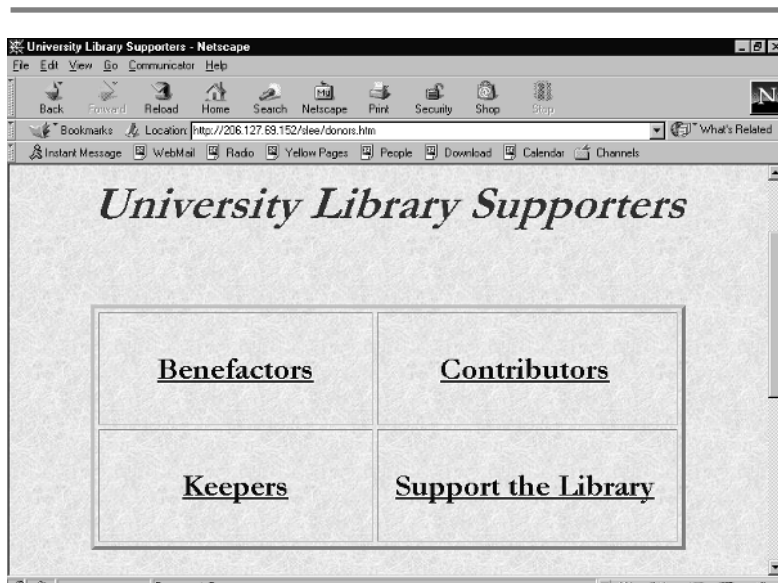 University Library Supporters - Netscape
File Edit View Go Communicator Help
My
Back Forward Reload Home Search Netscape Print Security Shop Stop
N
Bookmarks Location: http://206.127.69.152/slee/donors.htm What's Related
Instant Message WebMail Radio Yellow Pages People Download Calendar Channels
University Library Supporters
Benefactors Contributors
Keepers Support the Library